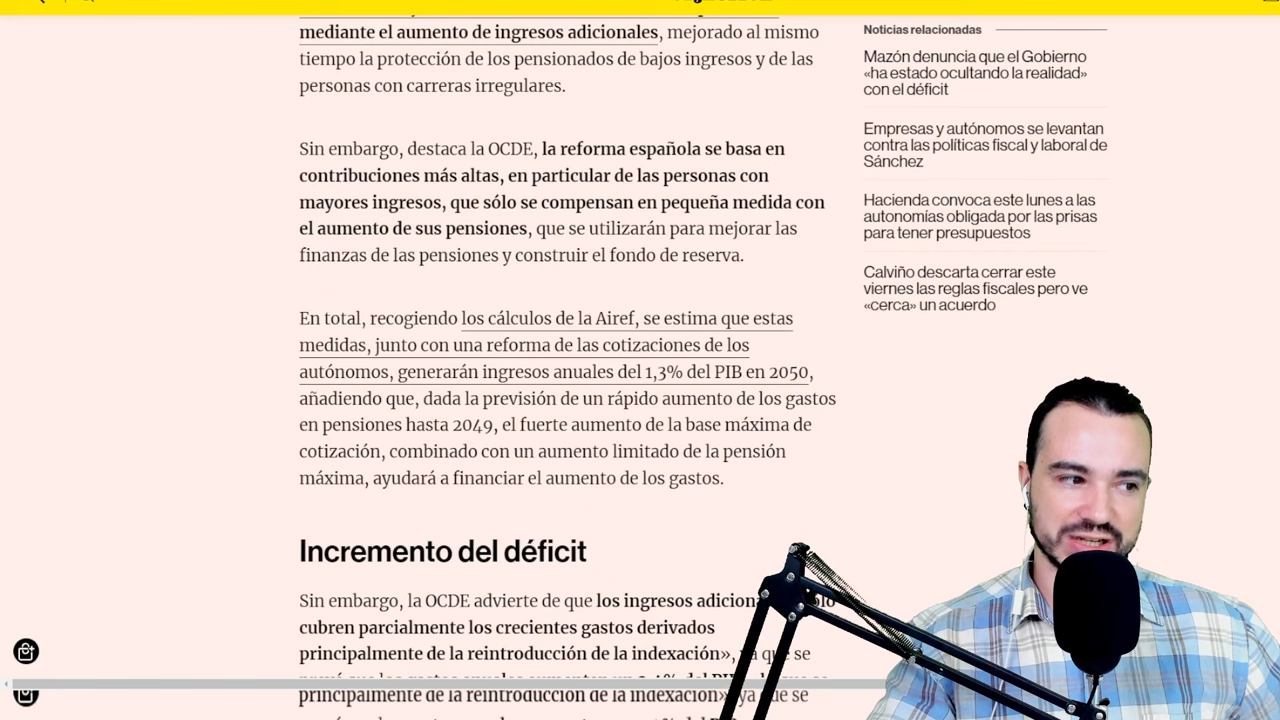 mediante el aumento de ingresos adicionales, mejorado al mismo
tiempo la protección de los pensionados de bajos ingresos y de las
personas con carreras irregulares.
Sin embargo, destaca la OCDE, la reforma española se basa en
contribuciones más altas, en particular de las personas con
mayores ingresos, que sólo se compensan en pequeña medida con
el aumento de sus pensiones, que se utilizarán para mejorar las
finanzas de las pensiones y construir el fondo de reserva.
En total, recogiendo los cálculos de la Airef, se estima que estas
medidas, junto con una reforma de las cotizaciones de los
autónomos, generarán ingresos anuales del 1,3% del PIB en 2050,
añadiendo que, dada la previsión de un rápido aumento de los gastos
en pensiones hasta 2049, el fuerte aumento de la base máxima de
cotización, combinado con un aumento limitado de la pensión
máxima, ayudará a financiar el aumento de los gastos.
Incremento del déficit
Sin embargo, la OCDE advierte de que los ingresos
cubren parcialmente los crecientes gastos derivados
principalmente de la reintroducción de la indexación», ya que se
principalmente de la reintroducción de la indexación», ya que se
Noticias relacionadas
Mazón denuncia que el Gobierno
«ha estado ocultando la realidad»
con el déficit
Empresas y autónomos se levantan
contra las políticas fiscal y laboral de
Sánchez
Hacienda convoca este lunes a las
autonomías obligada por las prisas
para tener presupuestos
Calviño descarta cerrar este
viernes las reglas fiscales pero ve
«cerca» un acuerdo